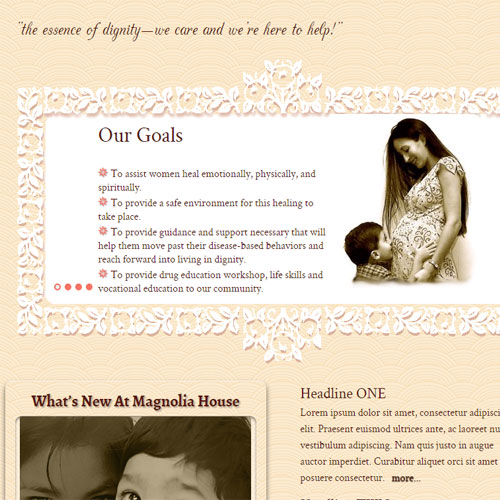 "the essence of dignity—we care and we're here to help!"
Our Goals
To assist women heal emotionally, physically, and
spiritually.
To provide a safe environment for this healing to
take place.
To provide guidance and support necessary that will
help them move past their disease-based behaviors and
reach forward into living in dignity.
To provide drug education workshop, life skills and
vocational education to our community.
What's New At Magnolia House
Headline ONE
Lorem ipsum dolor sit amet, consectetur adipisci
elit. Praesent euismod ultrices ante, ac laoreet nu
vestibulum adipiscing. Nam quis justo in augue
auctor imperdiet. Curabitur aliquet orci sit amet
posuere consectetur. more...